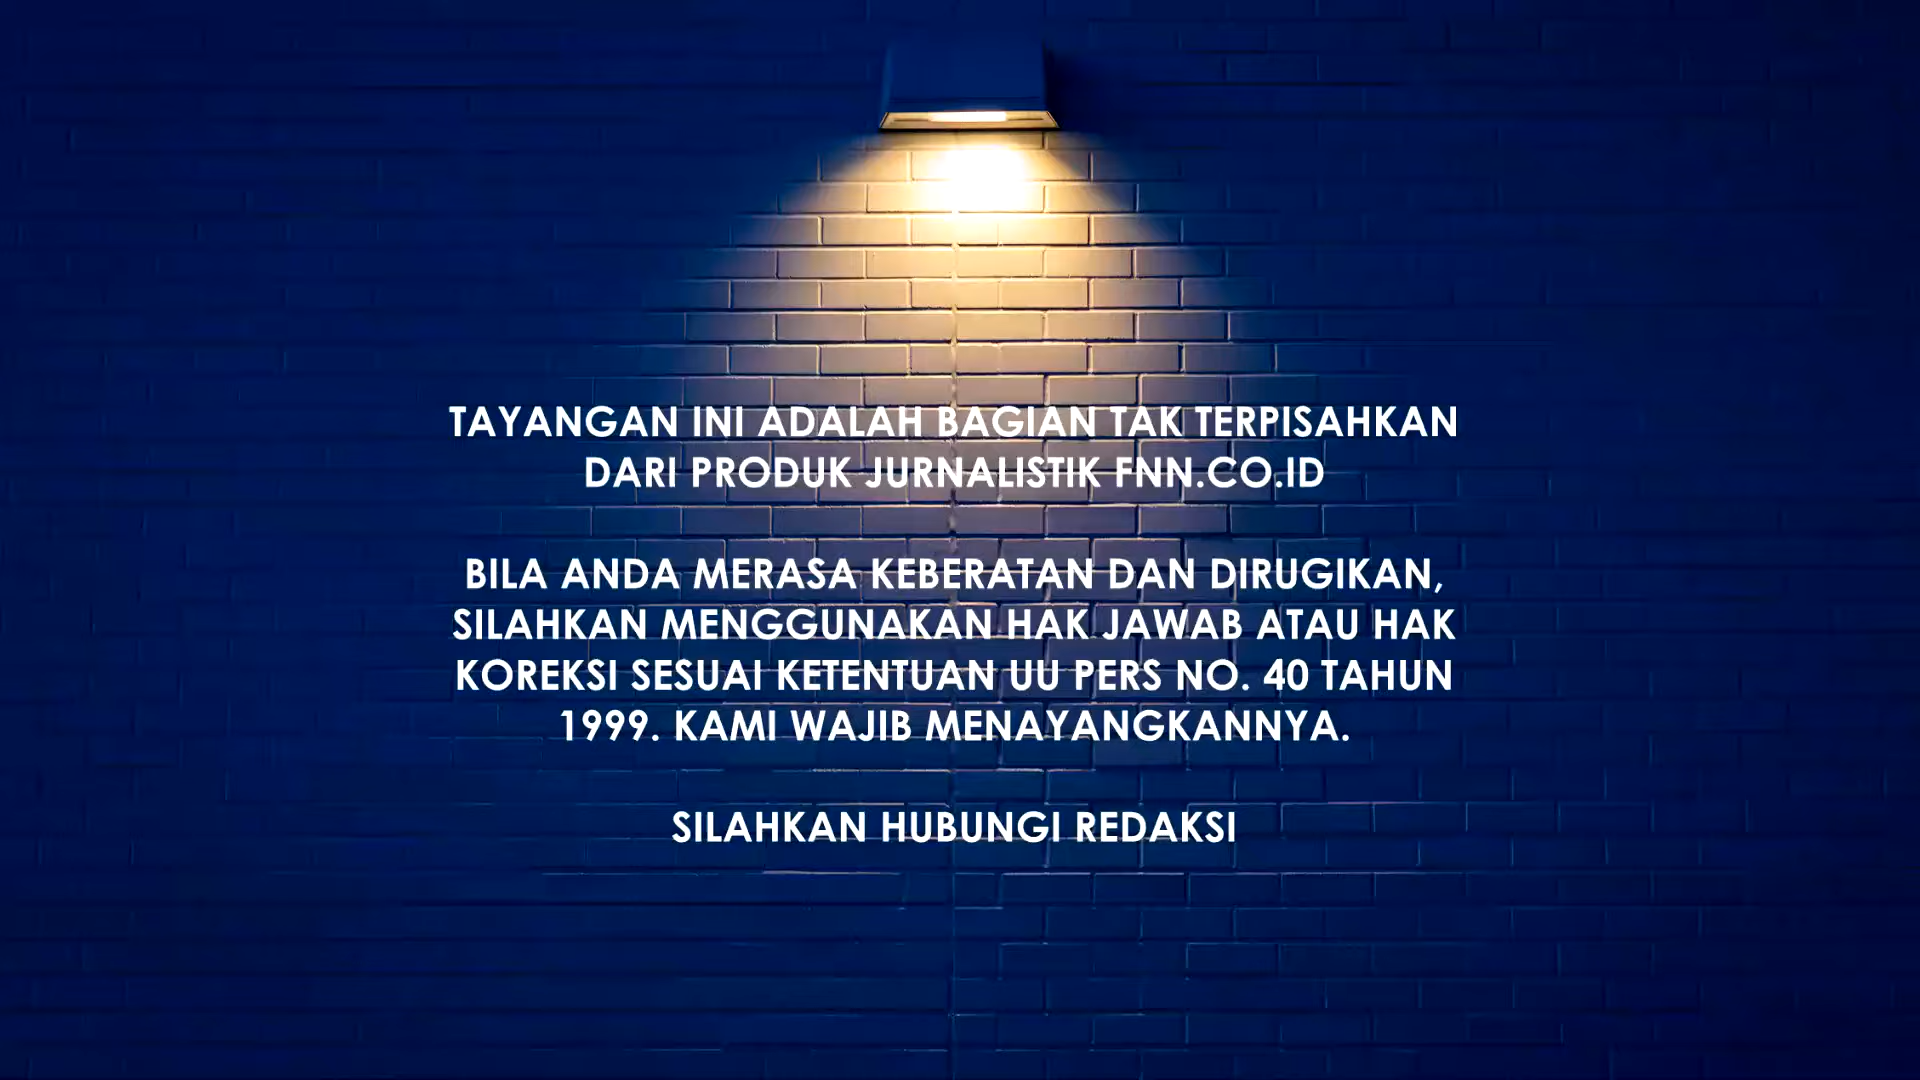 TAYANGAN INI ADALAH BAGIAN TAK TERPISAHKAN
DARI PRODUK JURNALISTIK FNN.CO.ID
BILA ANDA MERASA KEBERATAN DAN DIRUGIKAN,
SILAHKAN MENGGUNAKAN HAK JAWAB ATAU HAK
KOREKSI SESUAI KETENTUAN UU PERS NO. 40 TAHUN
1999. KAMI WAJIB MENAYANGKANNYA.
SILAHKAN HUBUNGI REDAKSI